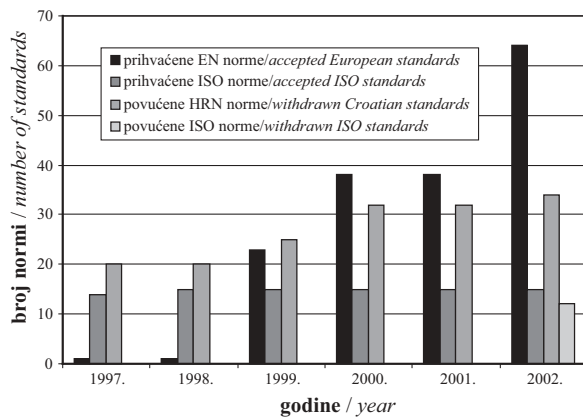 70
60
50
40
30
20
10
0
broj normi / number of standards
prihvaćene EN norme/accepted European standards
prihvaćene ISO norme/accepted ISO standards
povućene HRN norme/withdrawn Croatian standards
povućene ISO norme/withdrawn ISO standards
1997. 1998. 1999. 2000. 2001. 2002.
godine / year